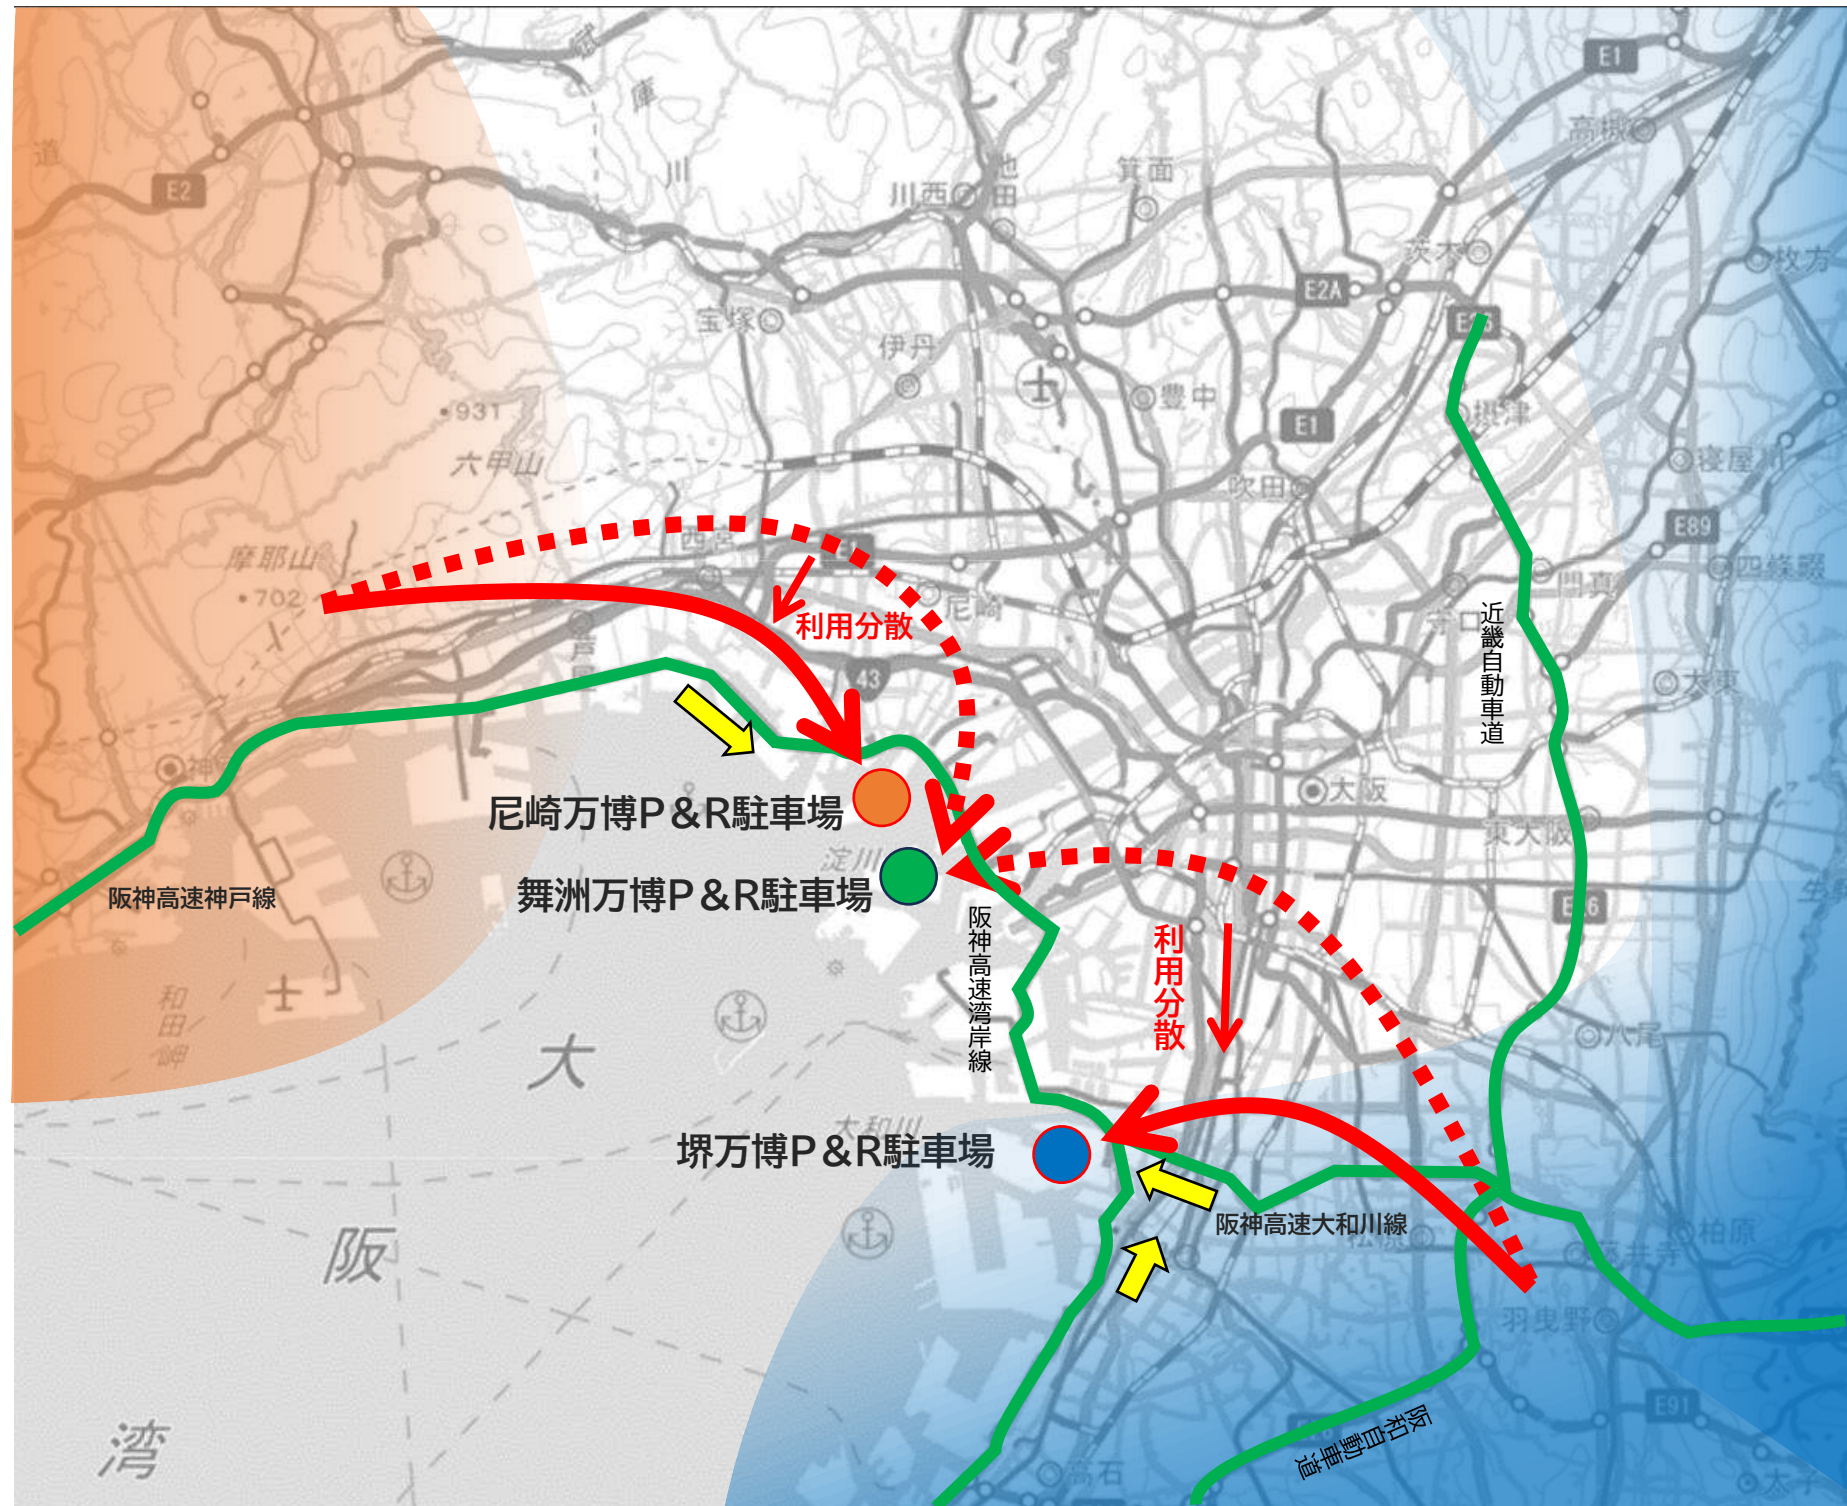 E1
高槻
武
庫
川
道
E2
池田
箕面
川西
茨木
枚方
E2A
宝塚
伊丹
豊中
摂津
931
E1
六甲山
寝屋川
吹田
E89
西宮
摩耶山
702
四條畷
門真
尼崎
守口
利用分散
近畿自動車道
芦屋
43
大東
神戸
大阪
尼崎万博P&R駐車場
東大阪
淀川
舞洲万博P&R駐車場
阪神高速神戸線
生駒
E26
阪神高速湾岸線
利用分散
和田岬
八尾
大
大和川
堺万博P&R駐車場
阪神高速大和川線
松原
柏原
藤井寺
阪
羽曳野
E91
阪和自動車道
湾
高石
太子